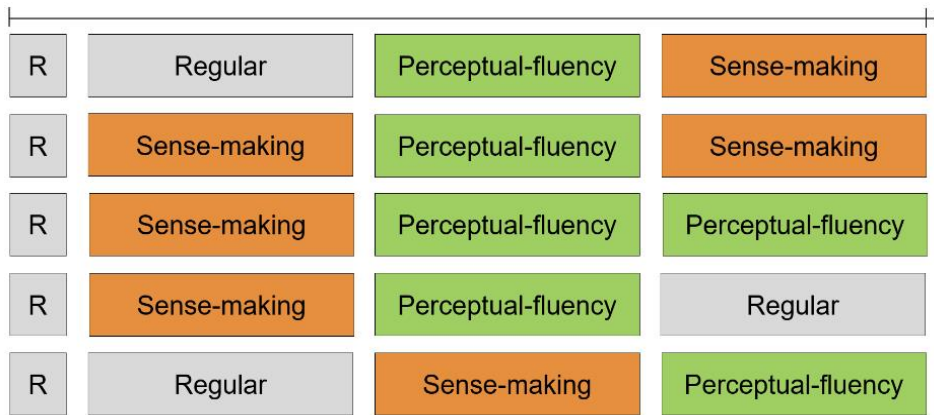 R Regular Perceptual-fluency Sense-making
R Sense-making Perceptual-fluency Sense-making
R Sense-making Perceptual-fluency Perceptual-fluency
R Sense-making Perceptual-fluency Regular
R Regular Sense-making Perceptual-fluency